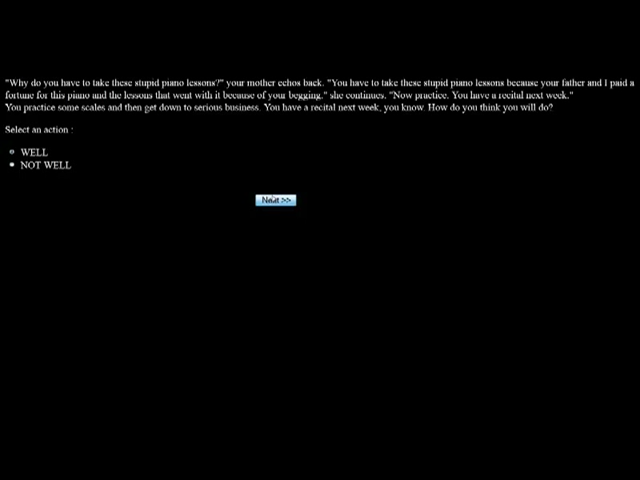 "Why do you have to take these stupid piano lessons?" your mother echos back. "You have to take these stupid piano lessons because your father and I paid a
fortune for this piano and the lessons that went with it because of your begging," she continues. "Now practice. You have a recital next week."
You practice some scales and then get down to serious business. You have a recital next week, you know. How do you think you will do?
Select an action :
WELL
NOT WELL
Next >>